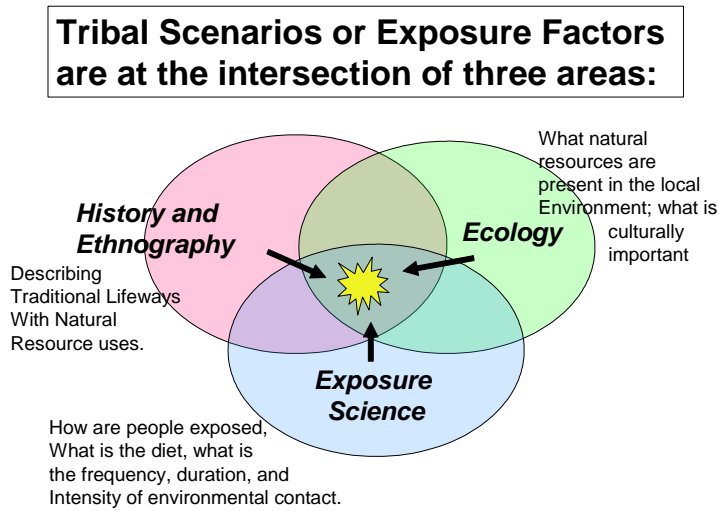 Tribal Scenarios or Exposure Factors
are at the intersection of three areas:
What natural
resources are
present in the local
Environment; what is
culturally
important
History and
Ethnography
Ecology
Describing
Traditional Lifeways
With Natural
Resource uses.
Exposure
Science
How are people exposed,
What is the diet, what is
the frequency, duration, and
Intensity of environmental contact.